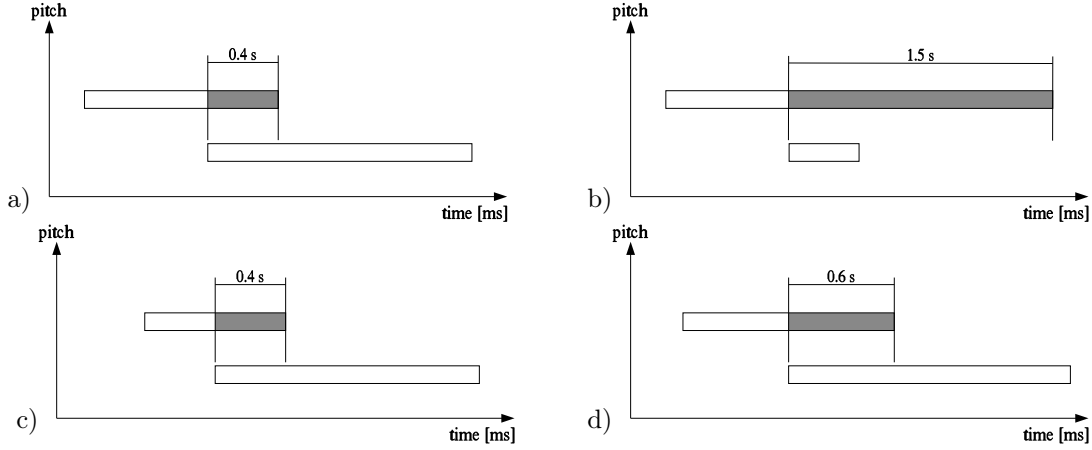 pitch
0.4 s
a)
time [ms]
pitch
1.5 s
b)
time [ms]
pitch
0.4 s
c)
time [ms]
pitch
0.6 s
d)
time [ms]